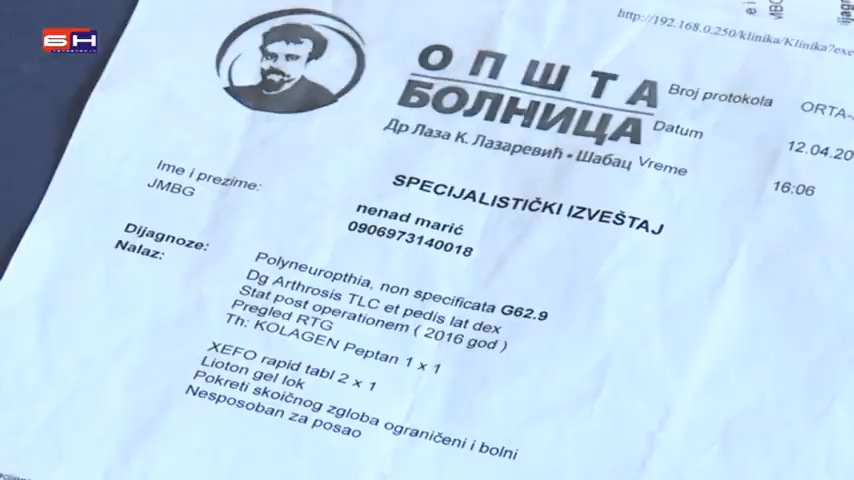 БН
http://192.168.0.250/klinika/Klinika?exe
ОПШТА
БОЛНИЦА
Др Лаза К. Лазаревић • Шабац
Broj protokola
ORTA-
Datum
12.04.20
Vreme
16:06
SPECIJALISTIČKI IZVEŠTAJ
Ime i prezime:
nenad marić
JMBG
0906973140018
Dijagnoze:
Polyneuropthia, non specificata G62.9
Nalaz:
Dg Arthrosis TLC et pedis lat dex
Stat post operationem ( 2016 god )
Pregled RTG
Th: KOLAGEN Peptan 1 x 1
XEFO rapid tabl 2 x 1
Lioton gel lok
Pokreti skoičnog zgloba ograničeni i bolni
Nesposoban za posao